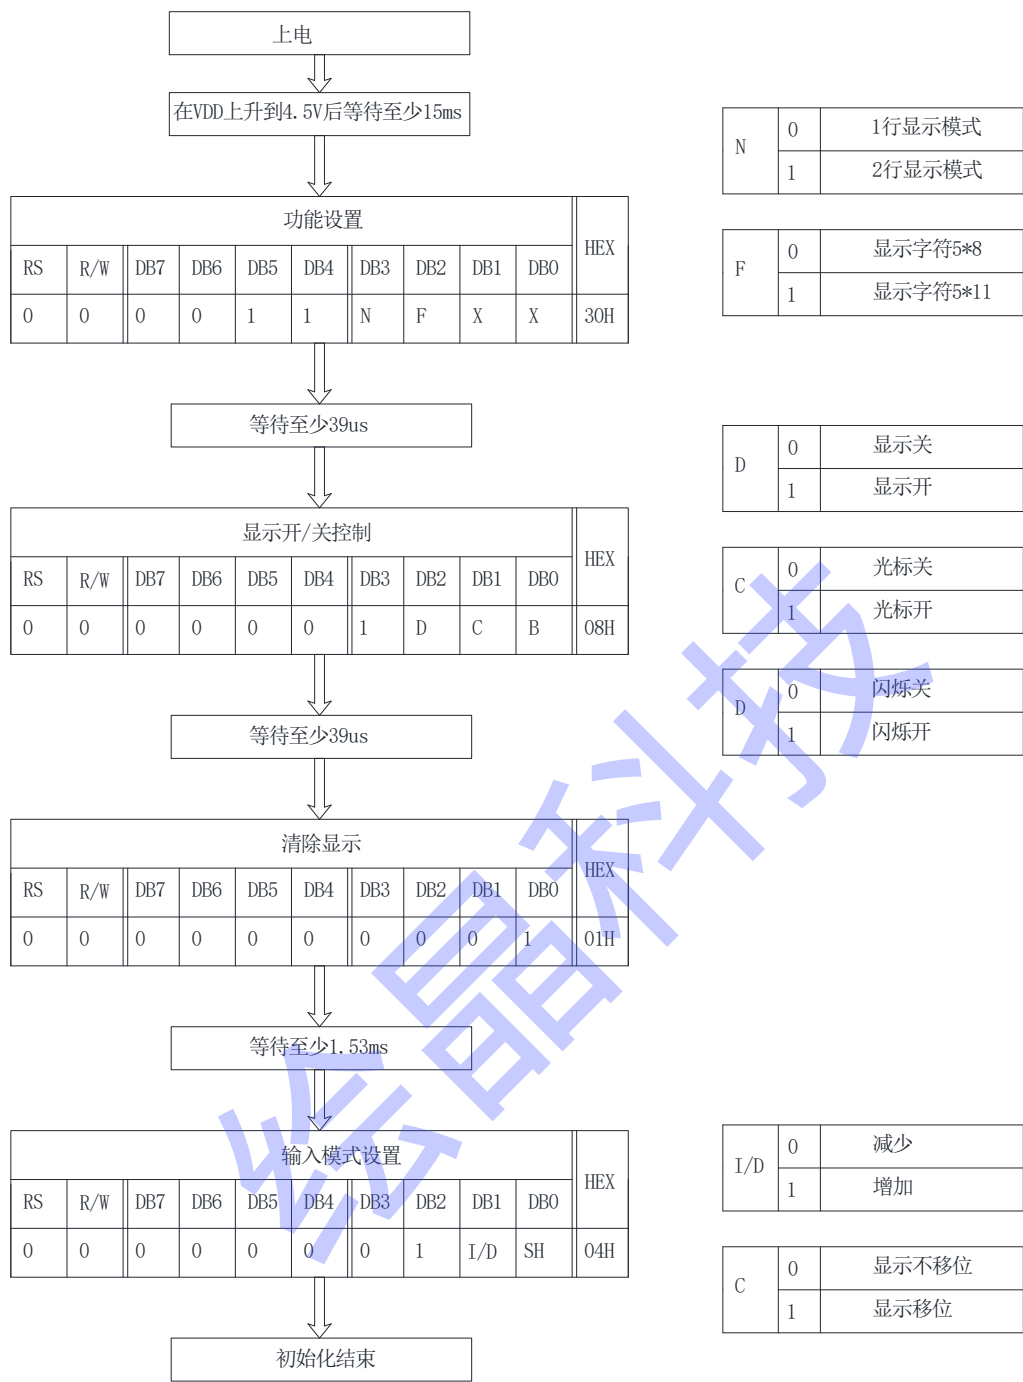 上电
在VDD上升到4.5V后等待至少15ms
功能设置 HEX
RS R/W DB7 DB6 DB5 DB4 DB3 DB2 DB1 DB0
0 0 0 0 1 1 N F X X 30H
等待至少39us
显示开/关控制 HEX
RS R/W DB7 DB6 DB5 DB4 DB3 DB2 DB1 DB0
0 0 0 0 0 0 1 D C B 08H
等待至少39us
清除显示 HEX
RS R/W DB7 DB6 DB5 DB4 DB3 DB2 DB1 DB0
0 0 0 0 0 0 0 0 0 1 01H
等待至少1.53ms
输入模式设置 HEX
RS R/W DB7 DB6 DB5 DB4 DB3 DB2 DB1 DB0
0 0 0 0 0 0 0 1 I/D SH 04H
初始化结束
N 0 1行显示模式
1 2行显示模式
F 0 显示字符5*8
1 显示字符5*11
D 0 显示关
1 显示开
C 0 光标关
1 光标开
D 0 闪烁关
1 闪烁开
I/D 0 减少
1 增加
C 0 显示不移位
1 显示移位
绘晶科技